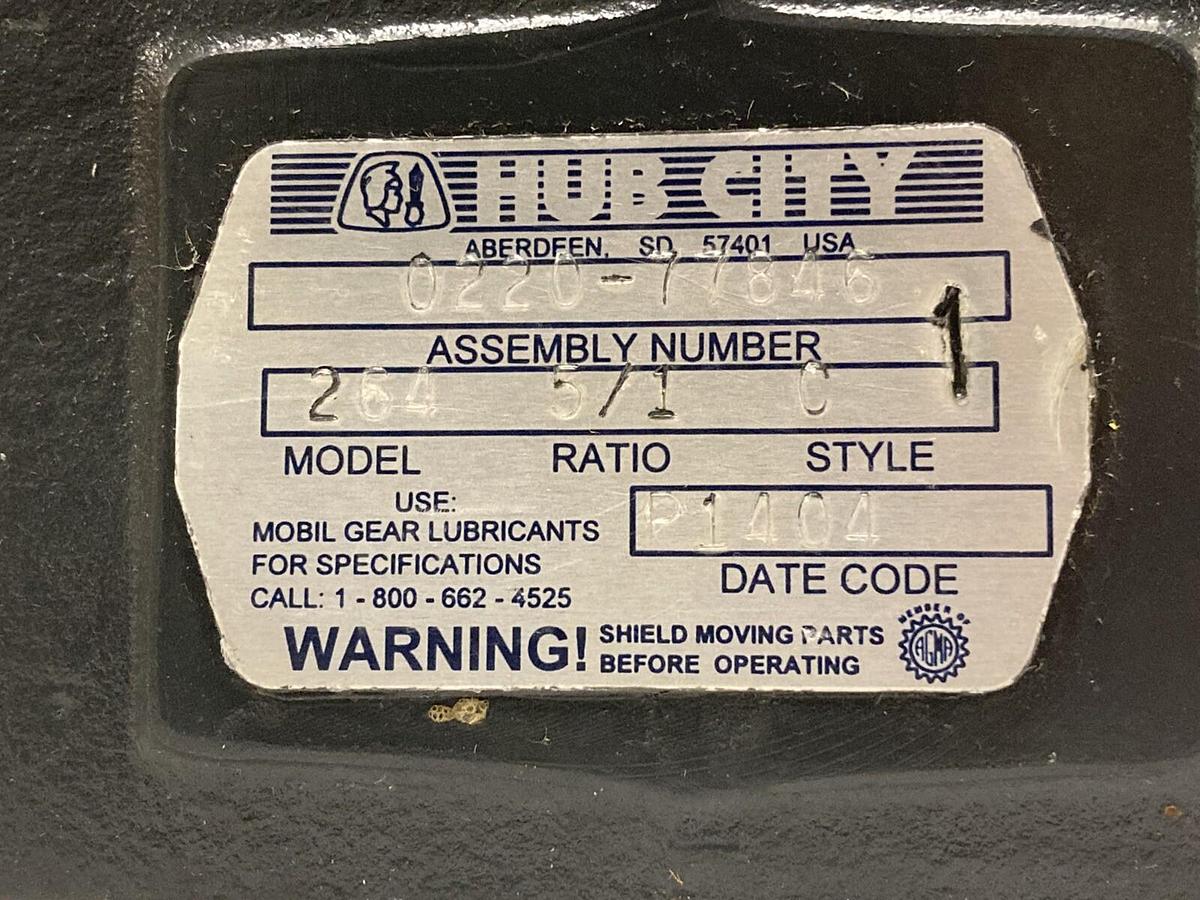 HUB CITY
ABERDEEN, SD 57401 USA
0220-77846
1
ASSEMBLY NUMBER
264 5/1 C
MODEL RATIO STYLE
USE:
MOBIL GEAR LUBRICANTS
FOR SPECIFICATIONS
CALL: 1 - 800 - 662 - 4525
P1404
DATE CODE
WARNING! SHIELD MOVING PARTS
BEFORE OPERATING
MEMBER OF
AGMA